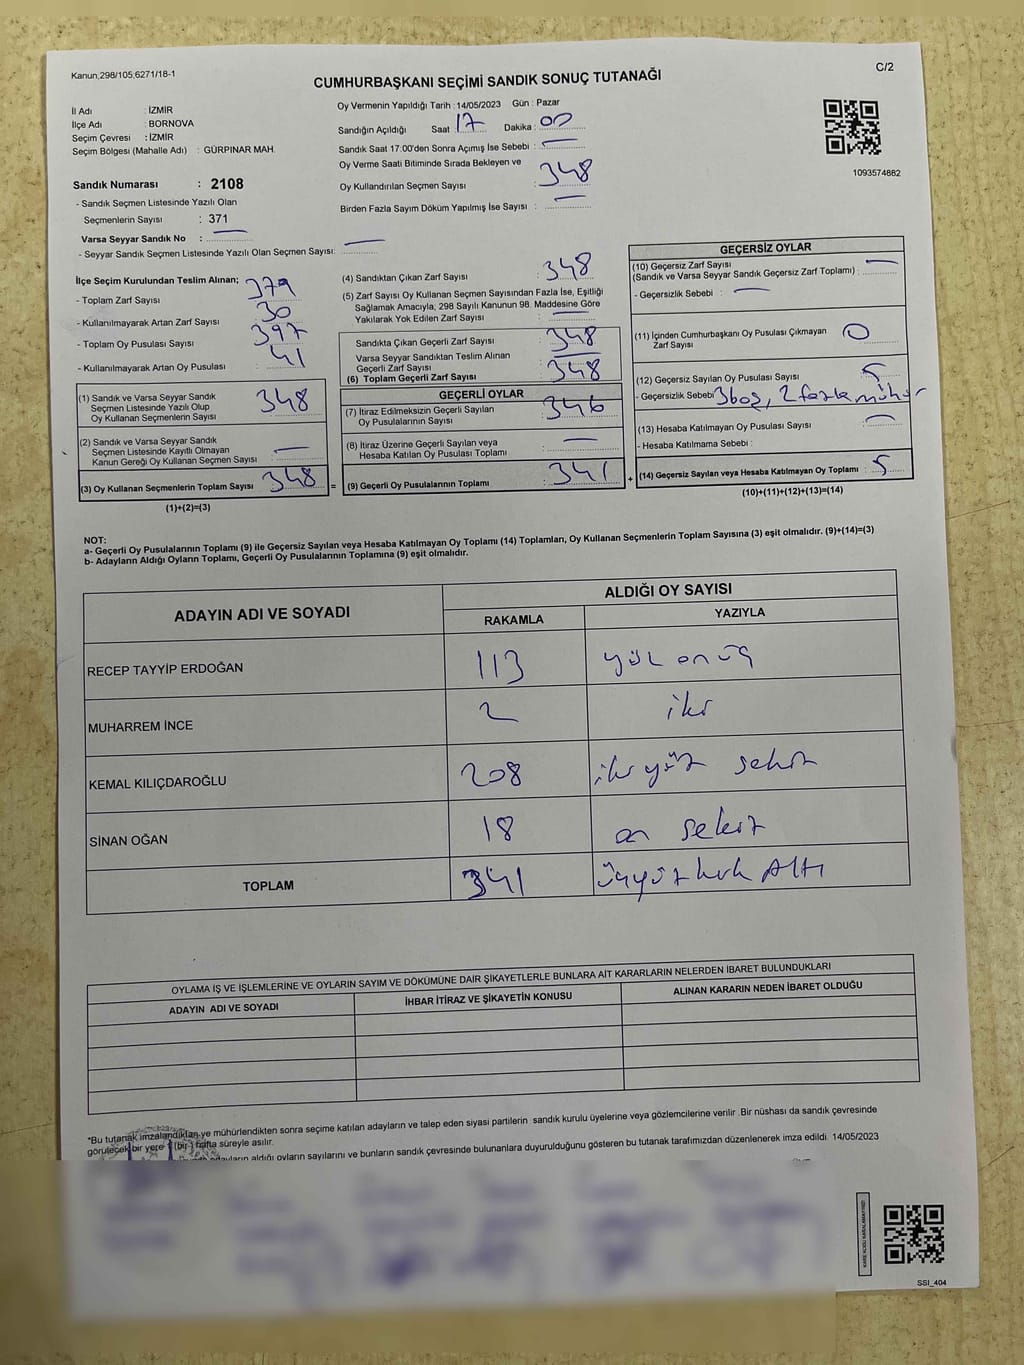 Kanun;298/105;6271/18-1
C/2
CUMHURBAŞKANI SEÇİMİ SANDIK SONUÇ TUTANAĞI
İl Adı : İZMİR
İlçe Adı : BORNOVA
Seçim Çevresi : İZMİR
Seçim Bölgesi (Mahalle Adı) : GÜRPINAR MAH.
Sandık Numarası : 2108
- Sandık Seçmen Listesinde Yazılı Olan
Seçmenlerin Sayısı : 371
Varsa Seyyar Sandık No :
- Seyyar Sandık Seçmen Listesinde Yazılı Olan Seçmen Sayısı:
Oy Vermenin Yapıldığı Tarih : 14/05/2023 Gün : Pazar
Sandığın Açıldığı Saat 17 Dakika : 00
Sandık Saat 17:00'den Sonra Açımış İse Sebebi :
Oy Verme Saati Bitiminde Sırada Bekleyen ve
Oy Kullandırılan Seçmen Sayısı : 348
Birden Fazla Sayım Döküm Yapılmış İse Sayısı :
1093574882
İlçe Seçim Kurulundan Teslim Alınan;
- Toplam Zarf Sayısı : 379
- Kullanılmayarak Artan Zarf Sayısı : 30
- Toplam Oy Pusulası Sayısı : 397
- Kullanılmayarak Artan Oy Pusulası : 41
(1) Sandık ve Varsa Seyyar Sandık
Seçmen Listesinde Yazılı Olup
Oy Kullanan Seçmenlerin Sayısı : 348
(2) Sandık ve Varsa Seyyar Sandık
Seçmen Listesinde Kayıtlı Olmayan
Kanun Gereği Oy Kullanan Seçmen Sayısı :
(3) Oy Kullanan Seçmenlerin Toplam Sayısı : 348
(1)+(2)=(3)
=
(4) Sandıktan Çıkan Zarf Sayısı : 348
(5) Zarf Sayısı Oy Kullanan Seçmen Sayısından Fazla İse, Eşitliği
Sağlamak Amacıyla, 298 Sayılı Kanunun 98. Maddesine Göre
Yakılarak Yok Edilen Zarf Sayısı :
Sandıkta Çıkan Geçerli Zarf Sayısı : 348
Varsa Seyyar Sandıktan Teslim Alınan
Geçerli Zarf Sayısı :
(6) Toplam Geçerli Zarf Sayısı : 348
GEÇERLİ OYLAR
(7) İtiraz Edilmeksizin Geçerli Sayılan
Oy Pusulalarının Sayısı : 346
(8) İtiraz Üzerine Geçerli Sayılan veya
Hesaba Katılan Oy Pusulası Toplamı :
(9) Geçerli Oy Pusulalarının Toplamı : 341
+
GEÇERSİZ OYLAR
(10) Geçersiz Zarf Sayısı
(Sandık ve Varsa Seyyar Sandık Geçersiz Zarf Toplamı) :
- Geçersizlik Sebebi :
(11) İçinden Cumhurbaşkanı Oy Pusulası Çıkmayan
Zarf Sayısı : 0
(12) Geçersiz Sayılan Oy Pusulası Sayısı : 5
- Geçersizlik Sebebi : 3 boş, 2 fazla mühür
(13) Hesaba Katılmayan Oy Pusulası Sayısı :
- Hesaba Katılmama Sebebi :
(14) Geçersiz Sayılan veya Hesaba Katılmayan Oy Toplamı : 5
(10)+(11)+(12)+(13)=(14)
NOT:
a- Geçerli Oy Pusulalarının Toplamı (9) ile Geçersiz Sayılan veya Hesaba Katılmayan Oy Toplamı (14) Toplamları, Oy Kullanan Seçmenlerin Toplam Sayısına (3) eşit olmalıdır. (9)+(14)=(3)
b- Adayların Aldığı Oyların Toplamı, Geçerli Oy Pusulalarının Toplamına (9) eşit olmalıdır.
ADAYIN ADI VE SOYADI
ALDIĞI OY SAYISI
RAKAMLA YAZIYLA
RECEP TAYYİP ERDOĞAN 113 yüz onüç
MUHARREM İNCE 2 iki
KEMAL KILIÇDAROĞLU 208 iki yüz sekiz
SİNAN OĞAN 18 on sekiz
TOPLAM 341 üçyüz kırk Altı
OYLAMA İŞ VE İŞLEMLERİNE VE OYLARIN SAYIM VE DÖKÜMÜNE DAİR ŞİKAYETLERLE BUNLARA AİT KARARLARIN NELERDEN İBARET BULUNDUKLARI
ADAYIN ADI VE SOYADI İHBAR İTİRAZ VE ŞİKAYETİN KONUSU ALINAN KARARIN NEDEN İBARET OLDUĞU
*Bu tutanak imzalandıktan ve mühürlendikten sonra seçime katılan adayların ve talep eden siyasi partilerin sandık kurulu üyelerine veya gözlemcilerine verilir .Bir nüshası da sandık çevresinde
görülecek bir yere 1 (bir ) hafta süreyle asılır.
adayların aldığı oyların sayılarını ve bunların sandık çevresinde bulunanlara duyurulduğunu gösteren bu tutanak tarafımızdan düzenlenerek imza edildi. 14/05/2023
SSI_404